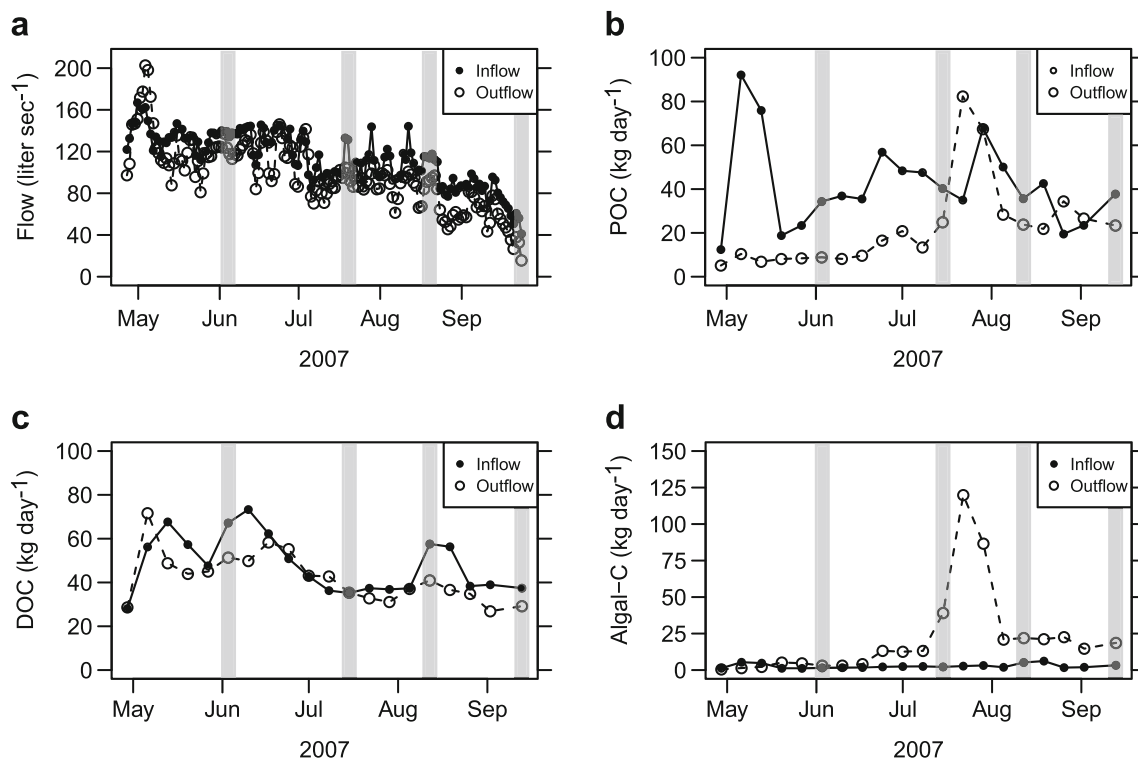 a
Flow (liter sec⁻¹)
200
160
120
80
40
0
Inflow
Outflow
May Jun Jul Aug Sep
2007
b
POC (kg day⁻¹)
100
80
60
40
20
0
Inflow
Outflow
May Jun Jul Aug Sep
2007
c
DOC (kg day⁻¹)
100
80
60
40
20
0
Inflow
Outflow
May Jun Jul Aug Sep
2007
d
Algal−C (kg day⁻¹)
150
125
100
75
50
25
0
Inflow
Outflow
May Jun Jul Aug Sep
2007